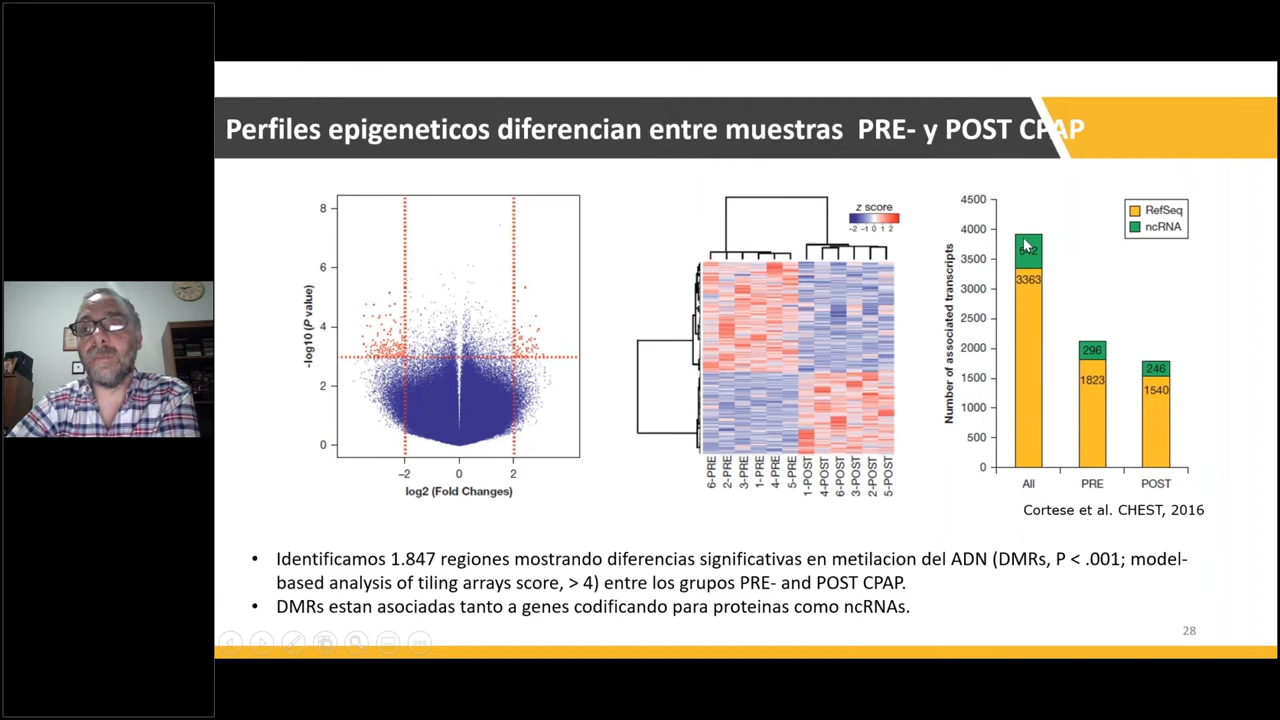 Perfiles epigeneticos diferencian entre muestras PRE- y POST CPAP
8
6
4
2
0
-log10 (P value)
−2
0
2
log2 (Fold Changes)
z score
−2 −1 0 1 2
6-PRE
2-PRE
3-PRE
1-PRE
4-PRE
5-PRE
1-POST
4-POST
6-POST
3-POST
2-POST
5-POST
Number of associated transcripts
4500
4000
3500
3000
2500
2000
1500
1000
500
0
RefSeq
ncRNA
3363
296
1823
246
1540
All
PRE
POST
Cortese et al. CHEST, 2016
• Identificamos 1.847 regiones mostrando diferencias significativas en metilacion del ADN (DMRs, P < .001; model-
based analysis of tiling arrays score, > 4) entre los grupos PRE- and POST CPAP.
• DMRs estan asociadas tanto a genes codificando para proteinas como ncRNAs.
28